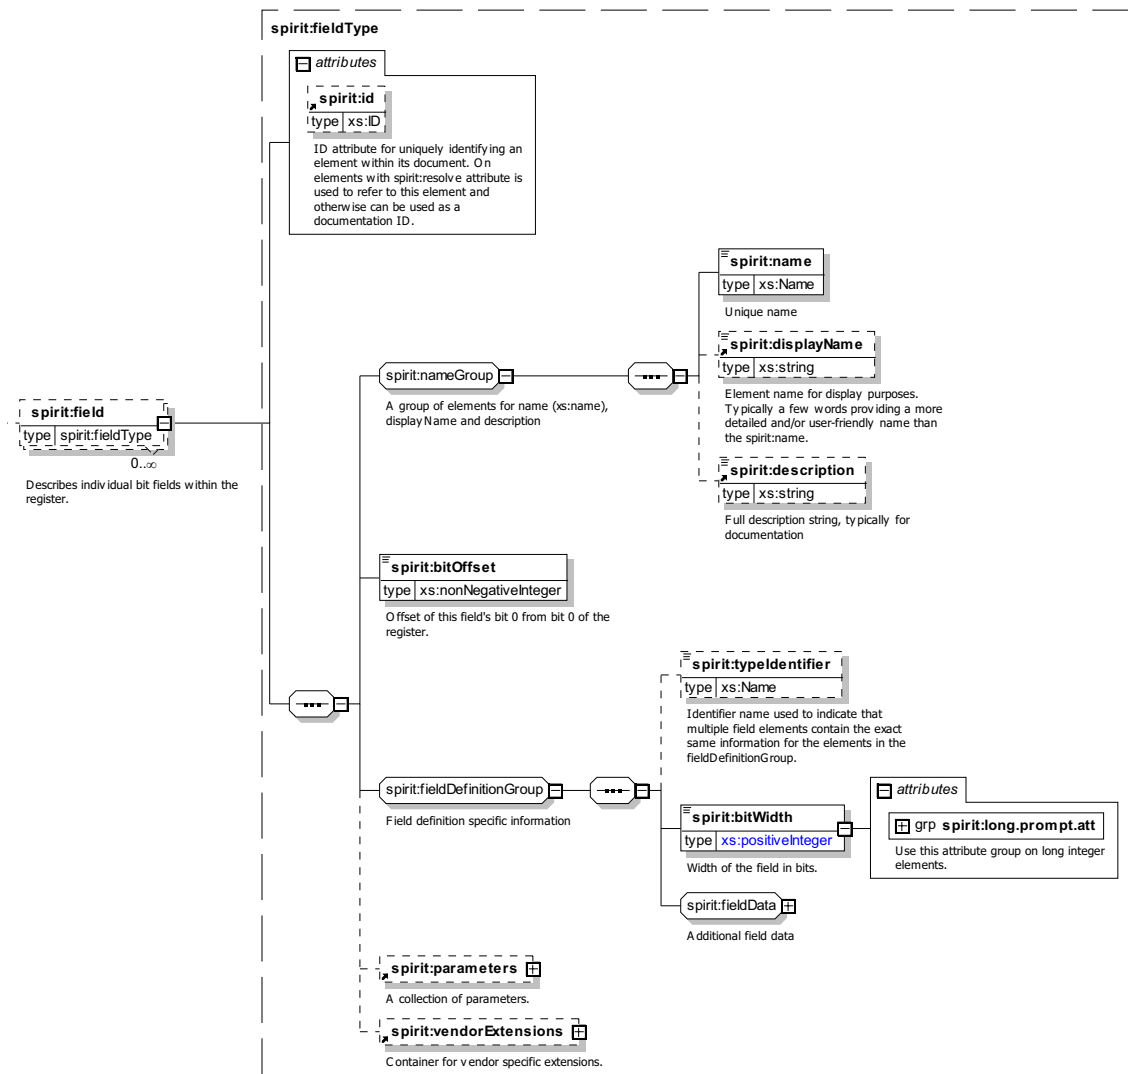 spirit:fieldType
attributes
spirit:id
type xs:ID
ID attribute for uniquely identifying an
element within its document. On
elements with spirit:resolve attribute is
used to refer to this element and
otherwise can be used as a
documentation ID.
spirit:name
type xs:Name
Unique name
spirit:displayName
type xs:string
Element name for display purposes.
Typically a few words providing a more
detailed and/or user-friendly name than
the spirit:name.
spirit:nameGroup
A group of elements for name (xs:name),
displayName and description
spirit:field
type spirit:fieldType
0..∞
Describes individual bit fields within the
register.
spirit:description
type xs:string
Full description string, typically for
documentation
spirit:bitOffset
type xs:nonNegativeInteger
Offset of this field's bit 0 from bit 0 of the
register.
spirit:typeIdentifier
type xs:Name
Identifier name used to indicate that
multiple field elements contain the exact
same information for the elements in the
fieldDefinitionGroup.
spirit:fieldDefinitionGroup
Field definition specific information
spirit:bitWidth
type xs:positiveInteger
Width of the field in bits.
attributes
grp spirit:long.prompt.att
Use this attribute group on long integer
elements.
spirit:fieldData
Additional field data
spirit:parameters
A collection of parameters.
spirit:vendorExtensions
Container for vendor specific extensions.